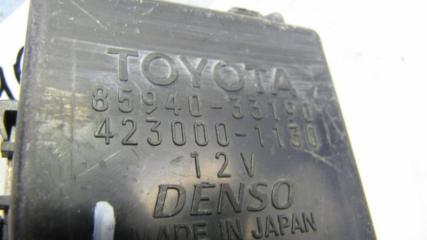 TOYOTA
85940-33190
423000-1130
12V
DENSO
MADE IN JAPAN